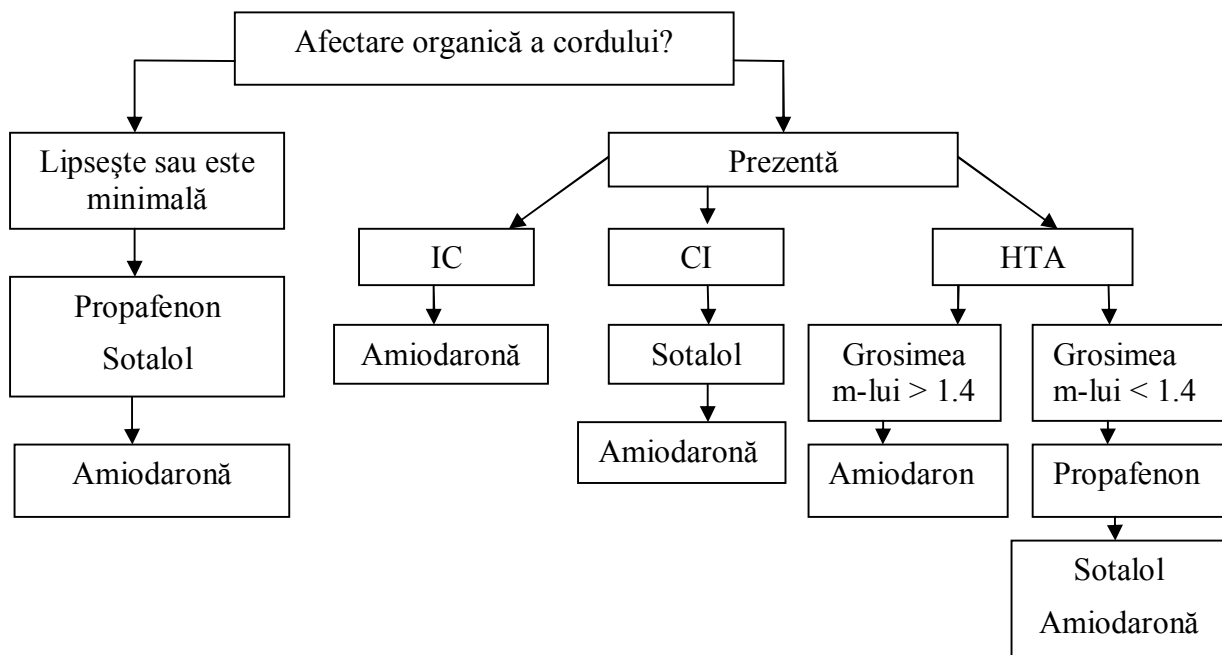 Afectare organică a cordului?
Lipseşte sau este
minimală
Prezentă
IC
CI
HTA
Propafenon
Sotalol
Amiodaronă
Sotalol
Grosimea
m-lui > 1.4
Grosimea
m-lui < 1.4
Amiodaronă
Amiodaronă
Amiodaron
Propafenon
Sotalol
Amiodaronă